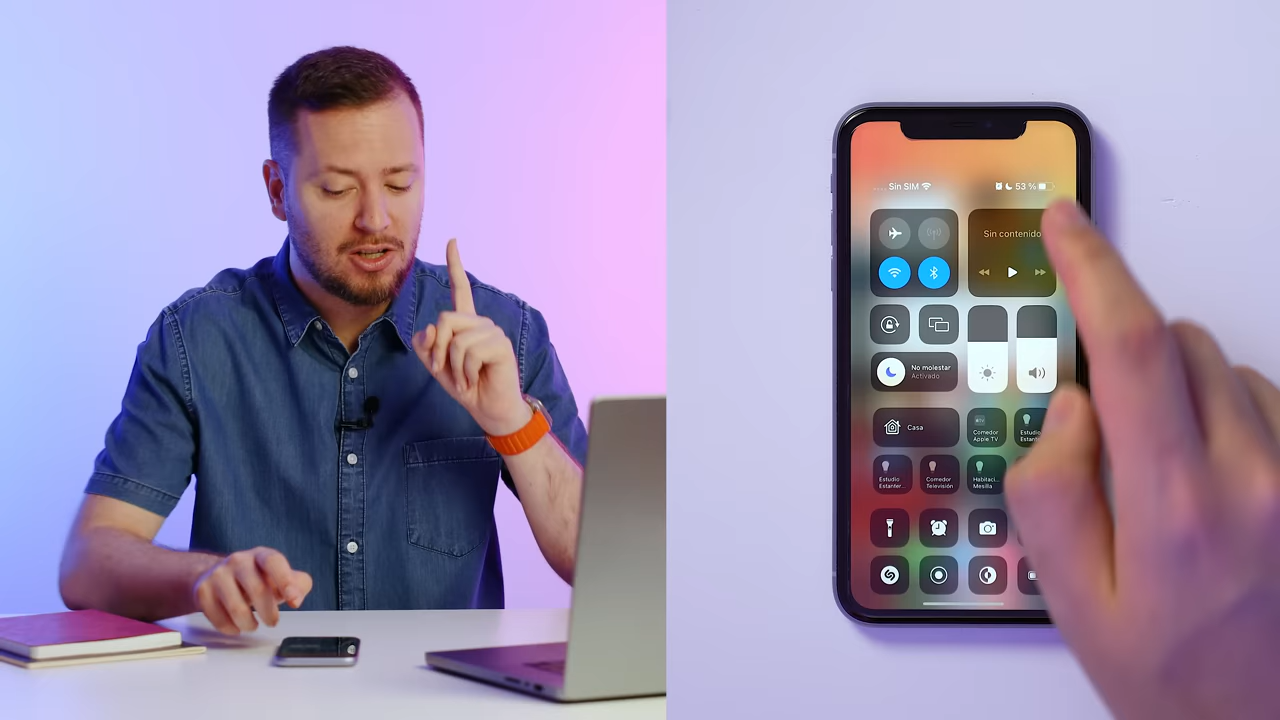 Sin SIM
53 %
Sin contenido
No molestar
Activado
Casa
Comedor
Apple TV
Estudio
Estante...
Estudio
Estanter...
Comedor
Televisión
Habitaci...
Mesilla